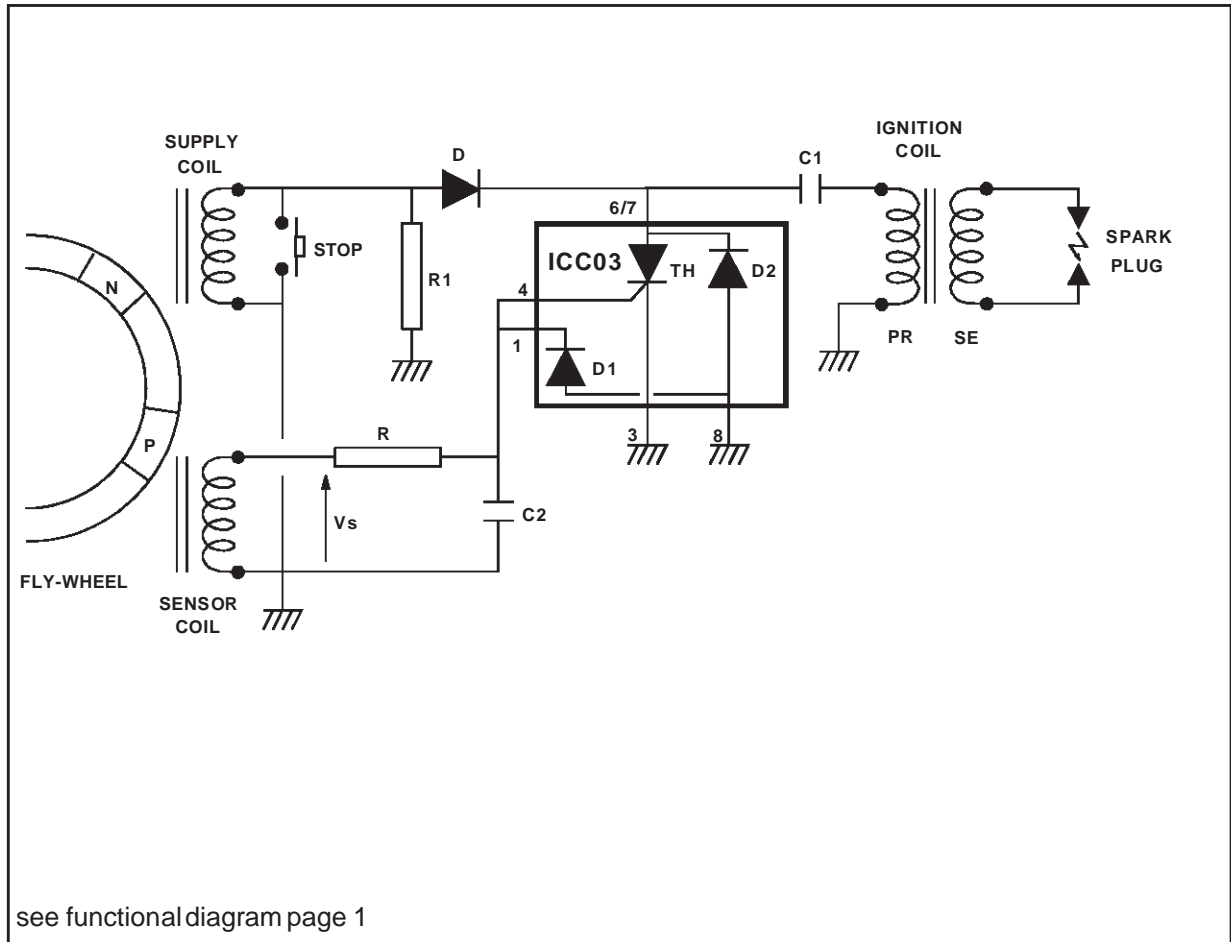 SUPPLY
COIL
D
C1
IGNITION
COIL
6/7
STOP
R1
ICC03
TH
D2
SPARK
PLUG
N
4
1
D1
PR
SE
P
R
3
8
Vs
C2
FLY-WHEEL
SENSOR
COIL
see functional diagram page 1